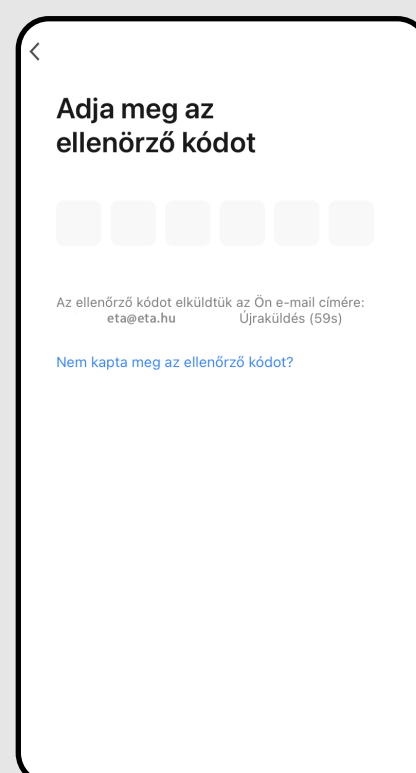 Adja meg az
ellenörző kódot
Az ellenőrző kódot elküldtük az Ön e-mail címére:
eta@eta.hu Újraküldés (59s)
Nem kapta meg az ellenőrző kódot?